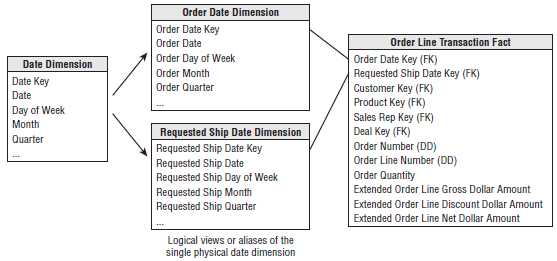 Date Dimension
Date Key
Date
Day of Week
Month
Quarter
...
Order Date Dimension
Order Date Key
Order Date
Order Day of Week
Order Month
Order Quarter
...
Requested Ship Date Dimension
Requested Ship Date Key
Requested Ship Date
Requested Ship Day of Week
Requested Ship Month
Requested Ship Quarter
...
Logical views or aliases of the
single physical date dimension
Order Line Transaction Fact
Order Date Key (FK)
Requested Ship Date Key (FK)
Customer Key (FK)
Product Key (FK)
Sales Rep Key (FK)
Deal Key (FK)
Order Number (DD)
Order Line Number (DD)
Order Quantity
Extended Order Line Gross Dollar Amount
Extended Order Line Discount Dollar Amount
Extended Order Line Net Dollar Amount